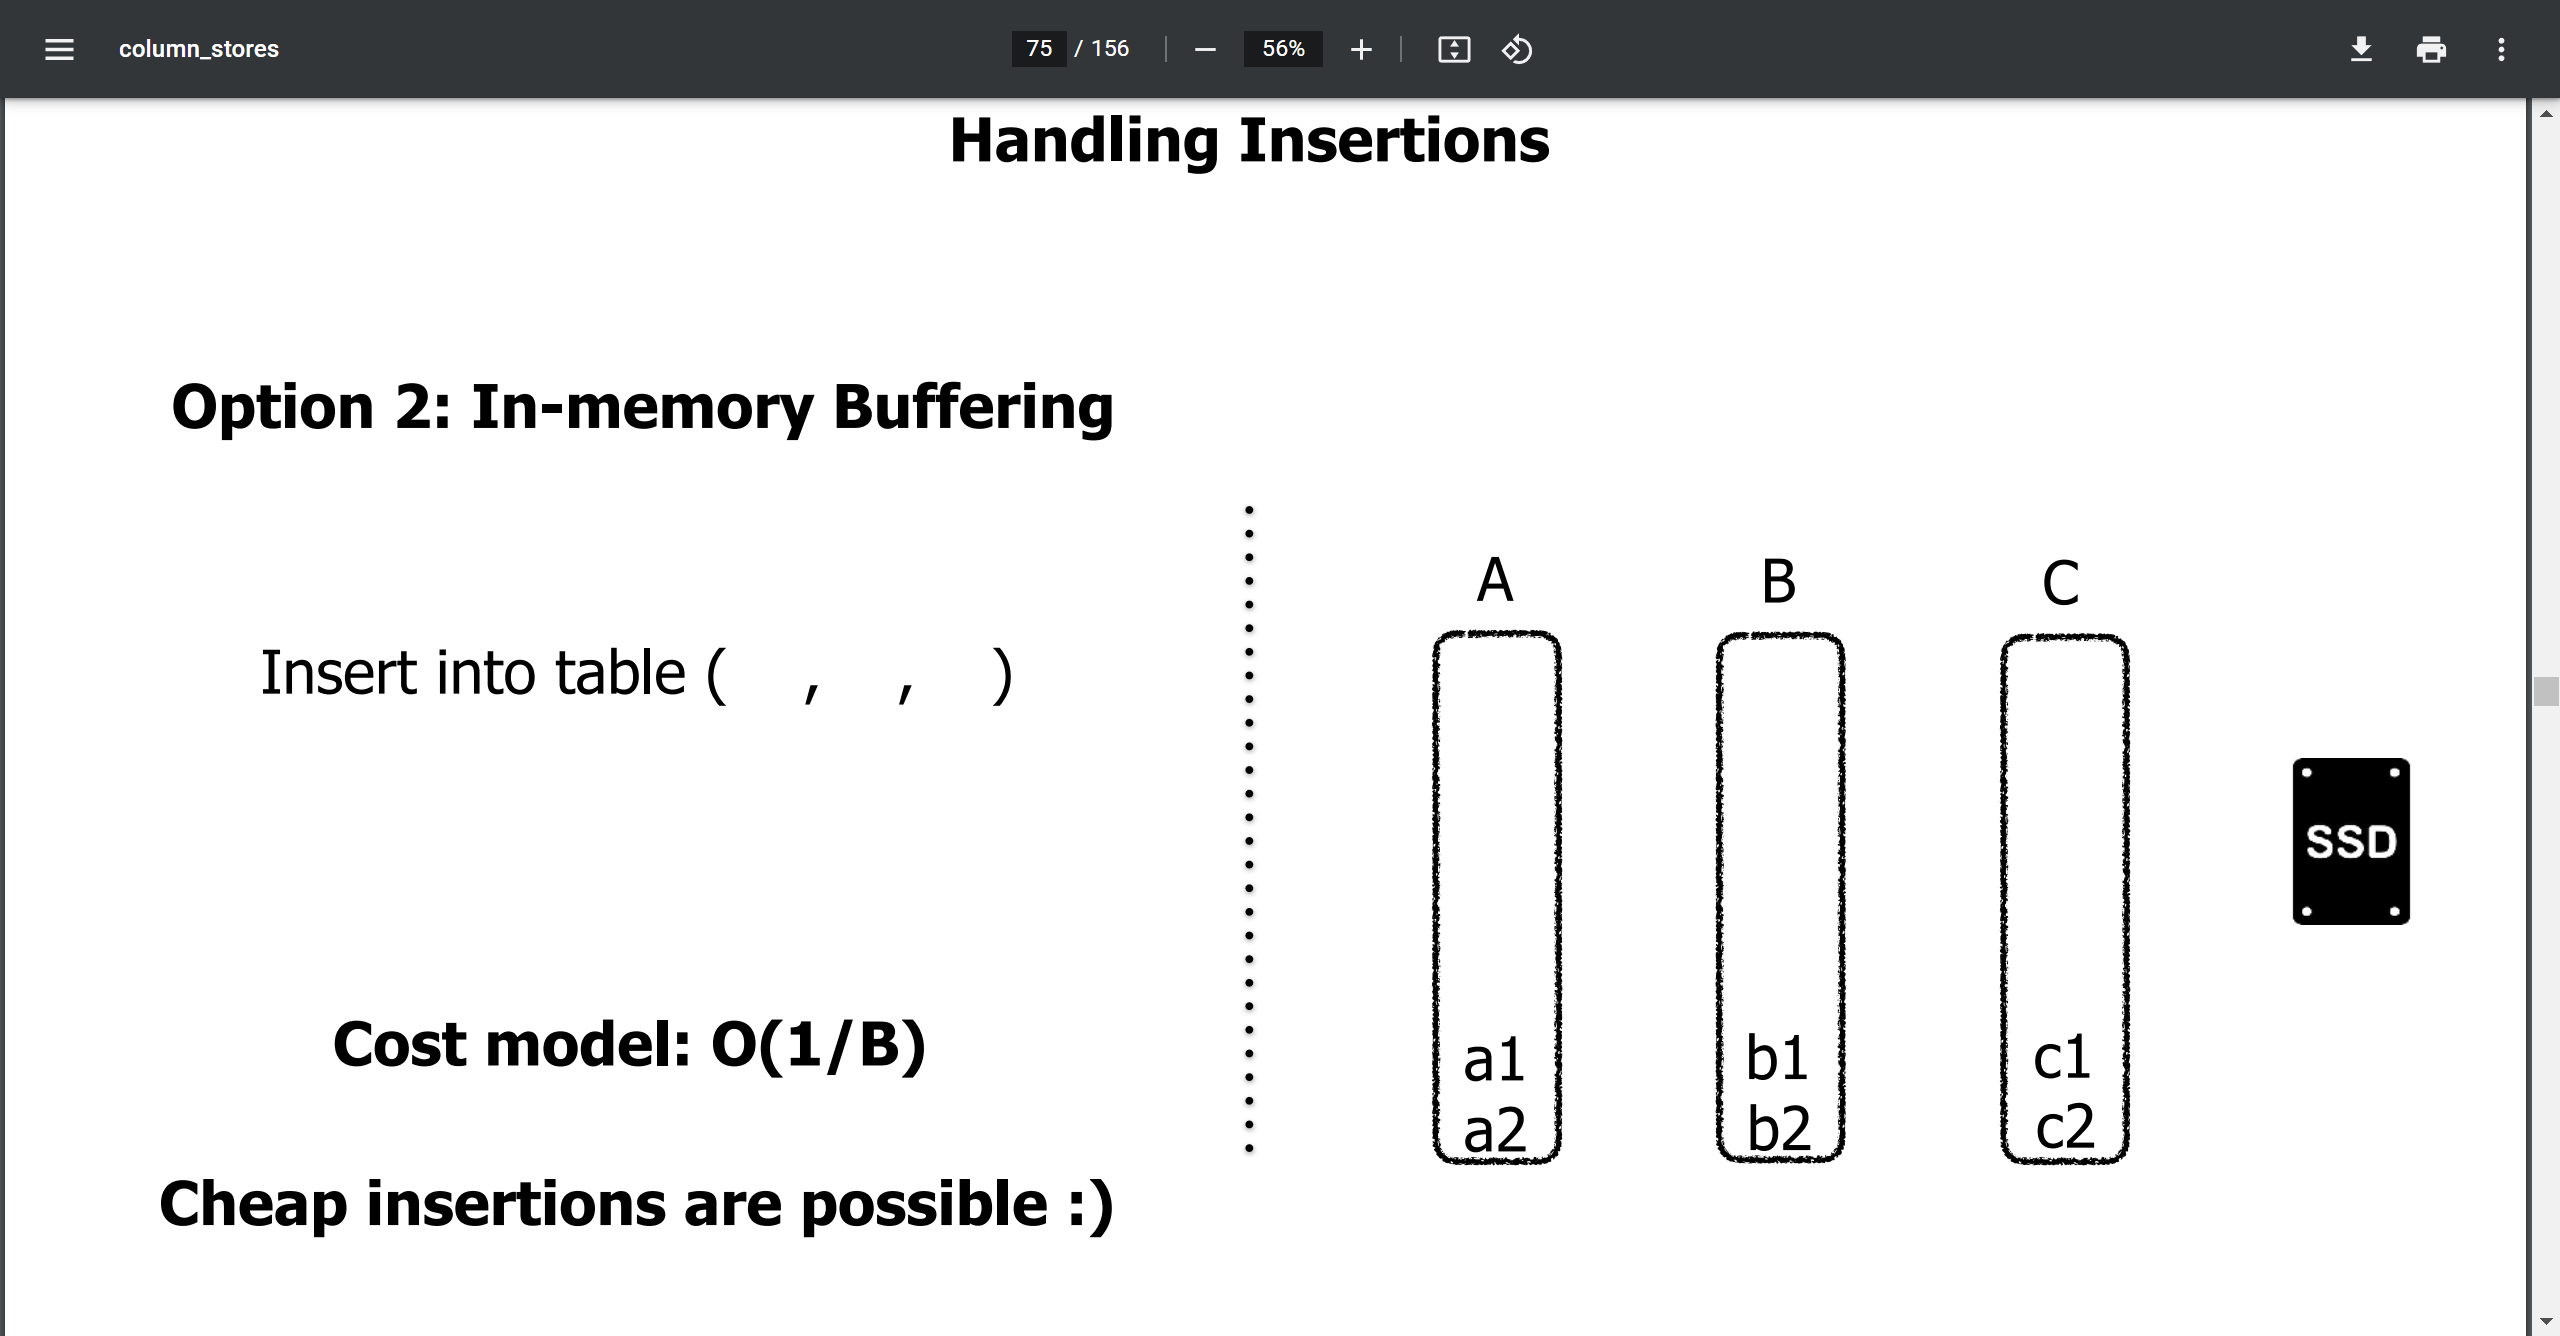 column_stores
75 / 156
56%
Handling Insertions
Option 2: In-memory Buffering
Insert into table ( , , )
A B C
SSD
a1 b1 c1
a2 b2 c2
Cost model: O(1/B)
Cheap insertions are possible :)